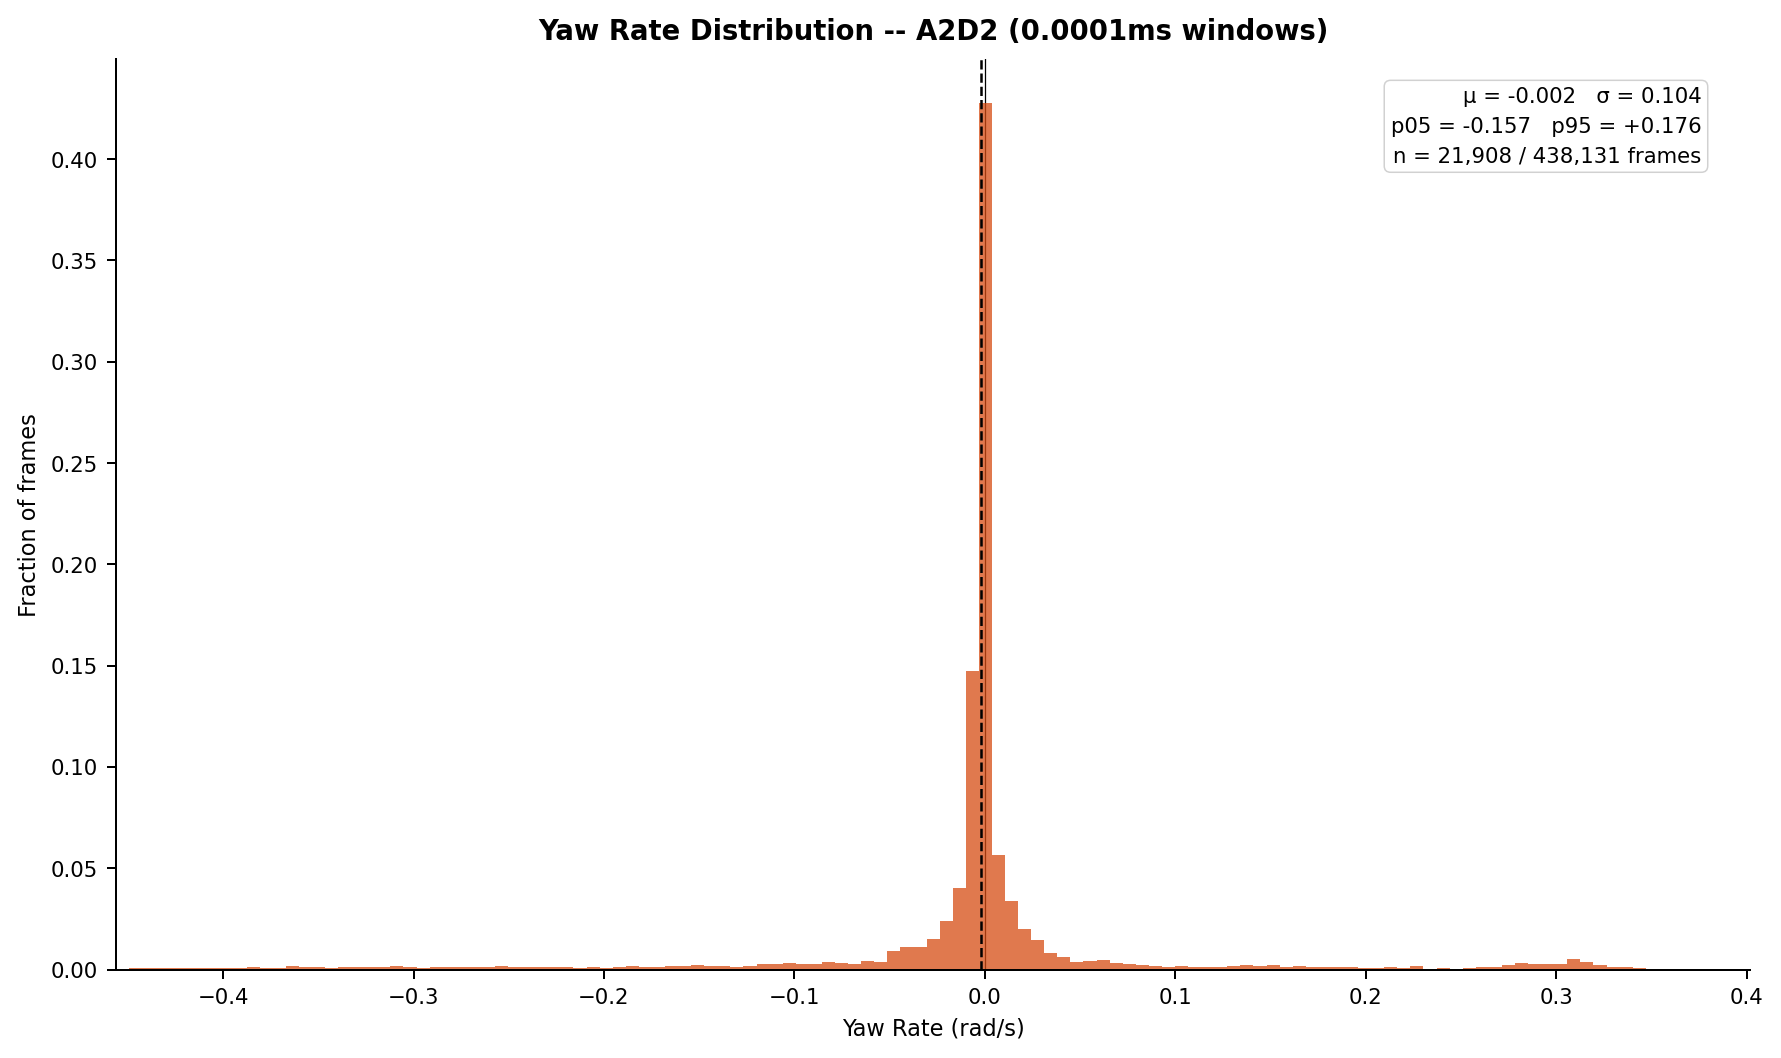 Yaw Rate Distribution -- A2D2 (0.0001ms windows)
μ = -0.002   σ = 0.104
p05 = -0.157   p95 = +0.176
n = 21,908 / 438,131 frames
Fraction of frames
0.40
0.35
0.30
0.25
0.20
0.15
0.10
0.05
0.00
−0.4 −0.3 −0.2 −0.1 0.0 0.1 0.2 0.3 0.4
Yaw Rate (rad/s)